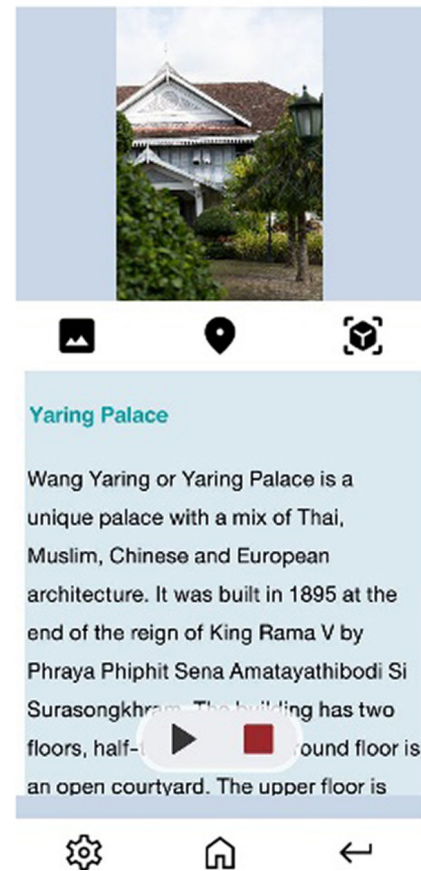 Yaring Palace
Wang Yaring or Yaring Palace is a
unique palace with a mix of Thai,
Muslim, Chinese and European
architecture. It was built in 1895 at the
end of the reign of King Rama V by
Phraya Phiphit Sena Amatayathibodi Si
Surasongkhram. The building has two
floors, half- floor is
an open courtyard. The upper floor is